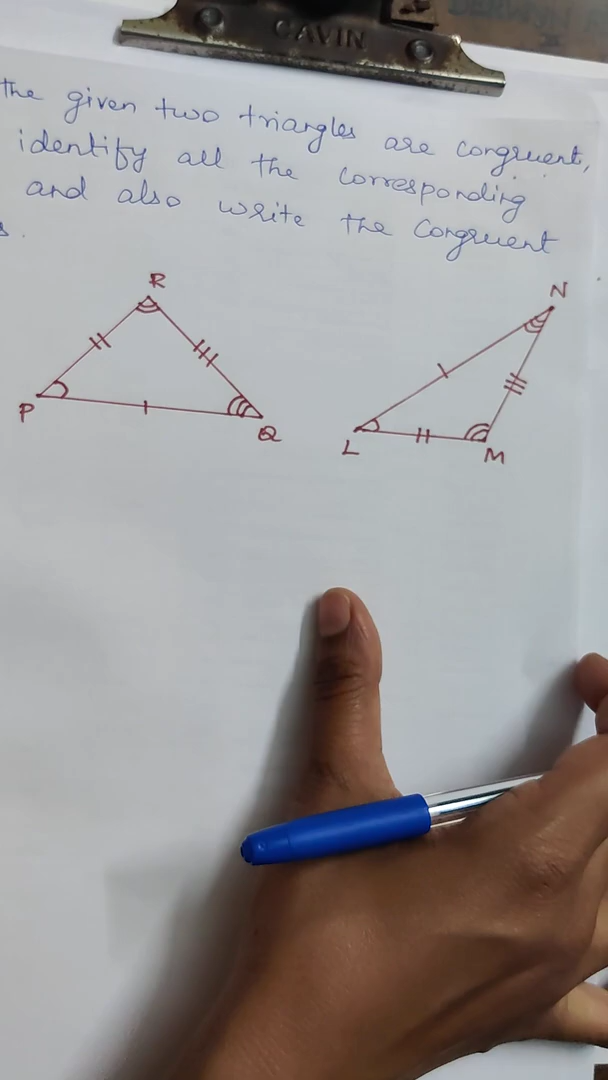 CAVIN
the given two triangles are congruent,
identify all the corresponding
and also write the congruent
s.
R
N
P
Q
L
M